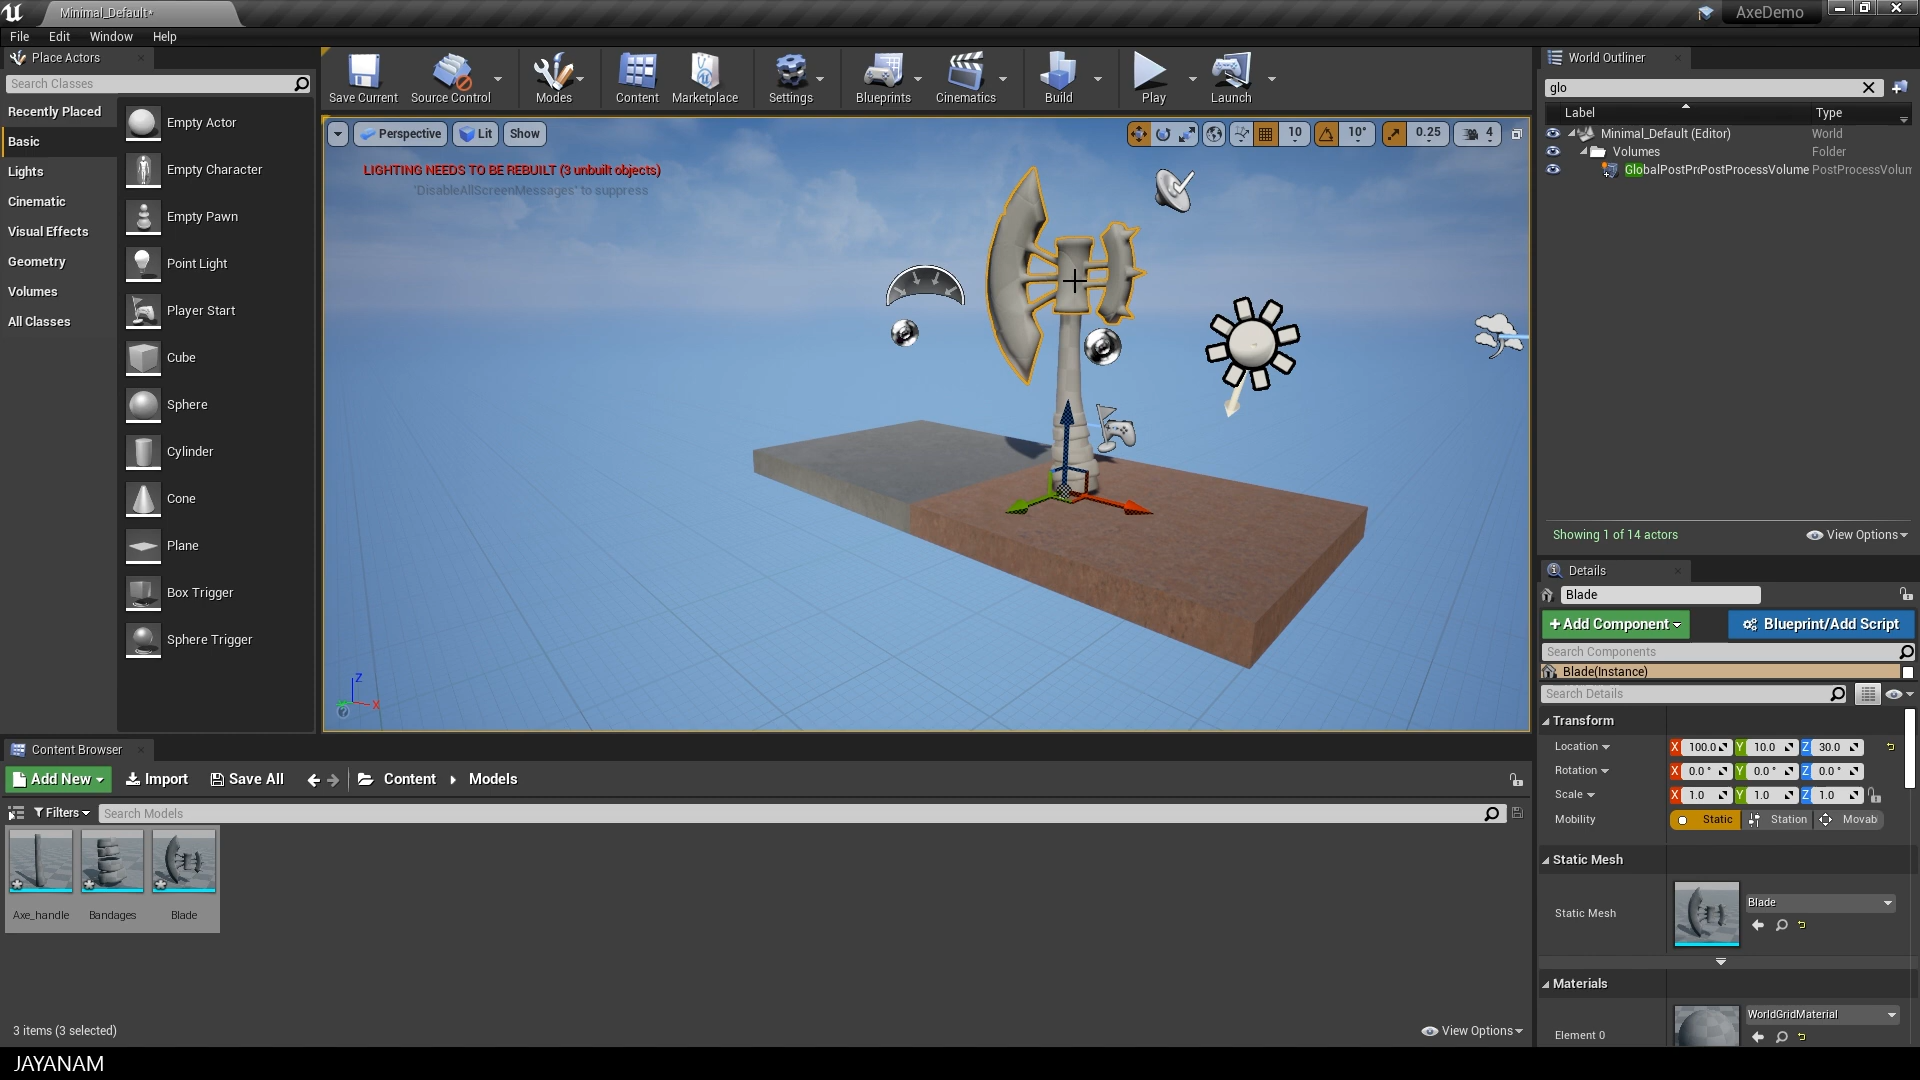 Minimal_Default*
AxeDemo
File Edit Window Help
Place Actors
Search Classes
Recently Placed
Basic
Lights
Cinematic
Visual Effects
Geometry
Volumes
All Classes
Empty Actor
Empty Character
Empty Pawn
Point Light
Player Start
Cube
Sphere
Cylinder
Cone
Plane
Box Trigger
Sphere Trigger
Save Current Source Control Modes Content Marketplace Settings Blueprints Cinematics Build Play Launch
Perspective Lit Show
10 10° 0.25 4
LIGHTING NEEDS TO BE REBUILT (3 unbuilt objects)
'DisableAllScreenMessages' to suppress
Z
X
World Outliner
glo
Label Type
Minimal_Default (Editor) World
Volumes Folder
GlobalPostPrPostProcessVolume PostProcessVolum
Showing 1 of 14 actors View Options
Details
Blade
+Add Component Blueprint/Add Script
Search Components
Blade(Instance)
Search Details
Transform
Location X 100.0 Y 10.0 Z 30.0
Rotation X 0.0 ° Y 0.0 ° Z 0.0 °
Scale X 1.0 Y 1.0 Z 1.0
Mobility Static Station Movab
Static Mesh
Static Mesh Blade
Materials
Element 0 WorldGridMaterial
Content Browser
Add New Import Save All Content Models
Filters Search Models
Axe_handle Bandages Blade
3 items (3 selected) View Options
JAYANAM